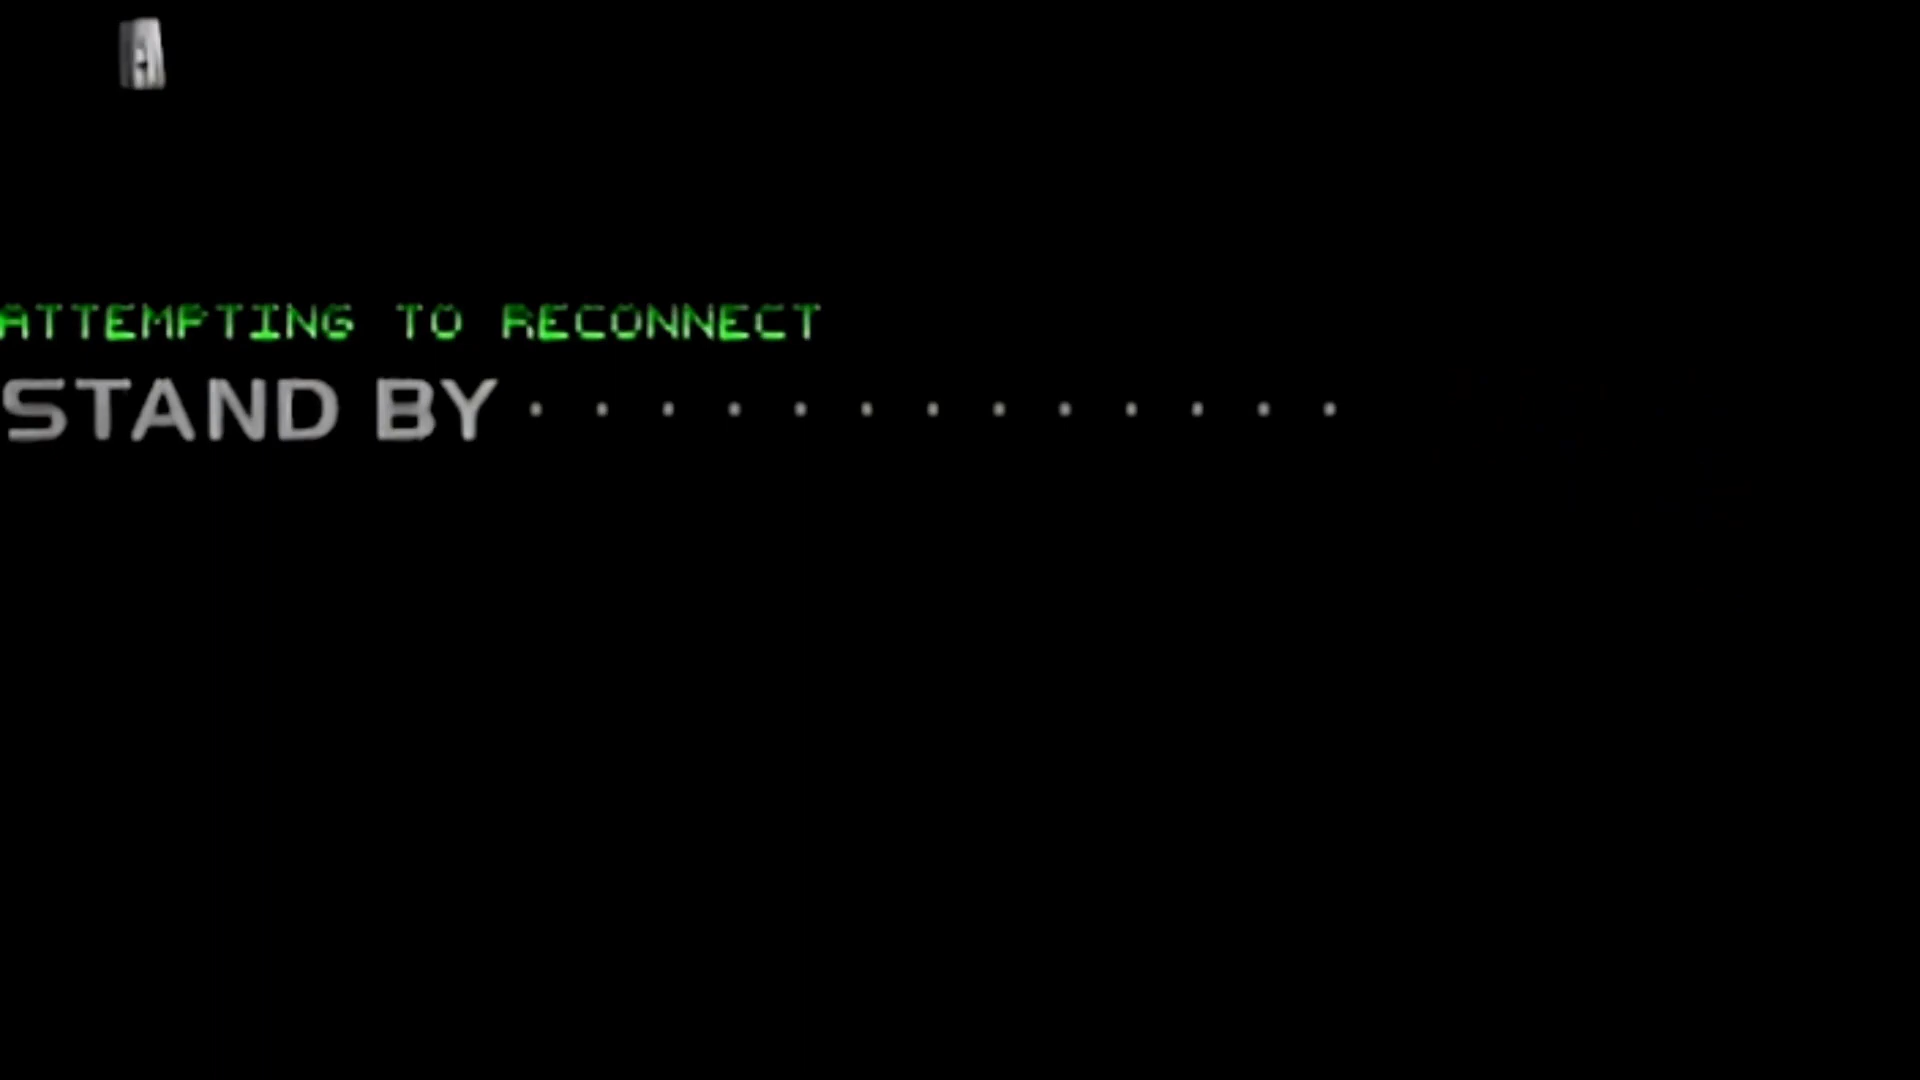 ATTEMPTING TO RECONNECT
STAND BY · · · · · · · · · · · · ·